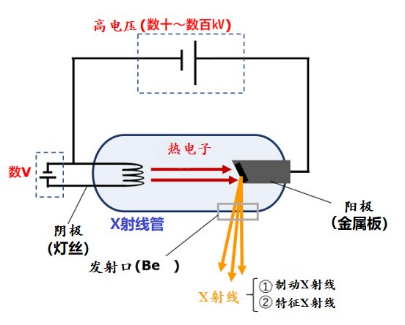 高电压(数十～数百kV)
热电子
数V
X射线管
阴极
(灯丝)
阳极
(金属板)
发射口(Be )
X射线
① 制动X射线
② 特征X射线